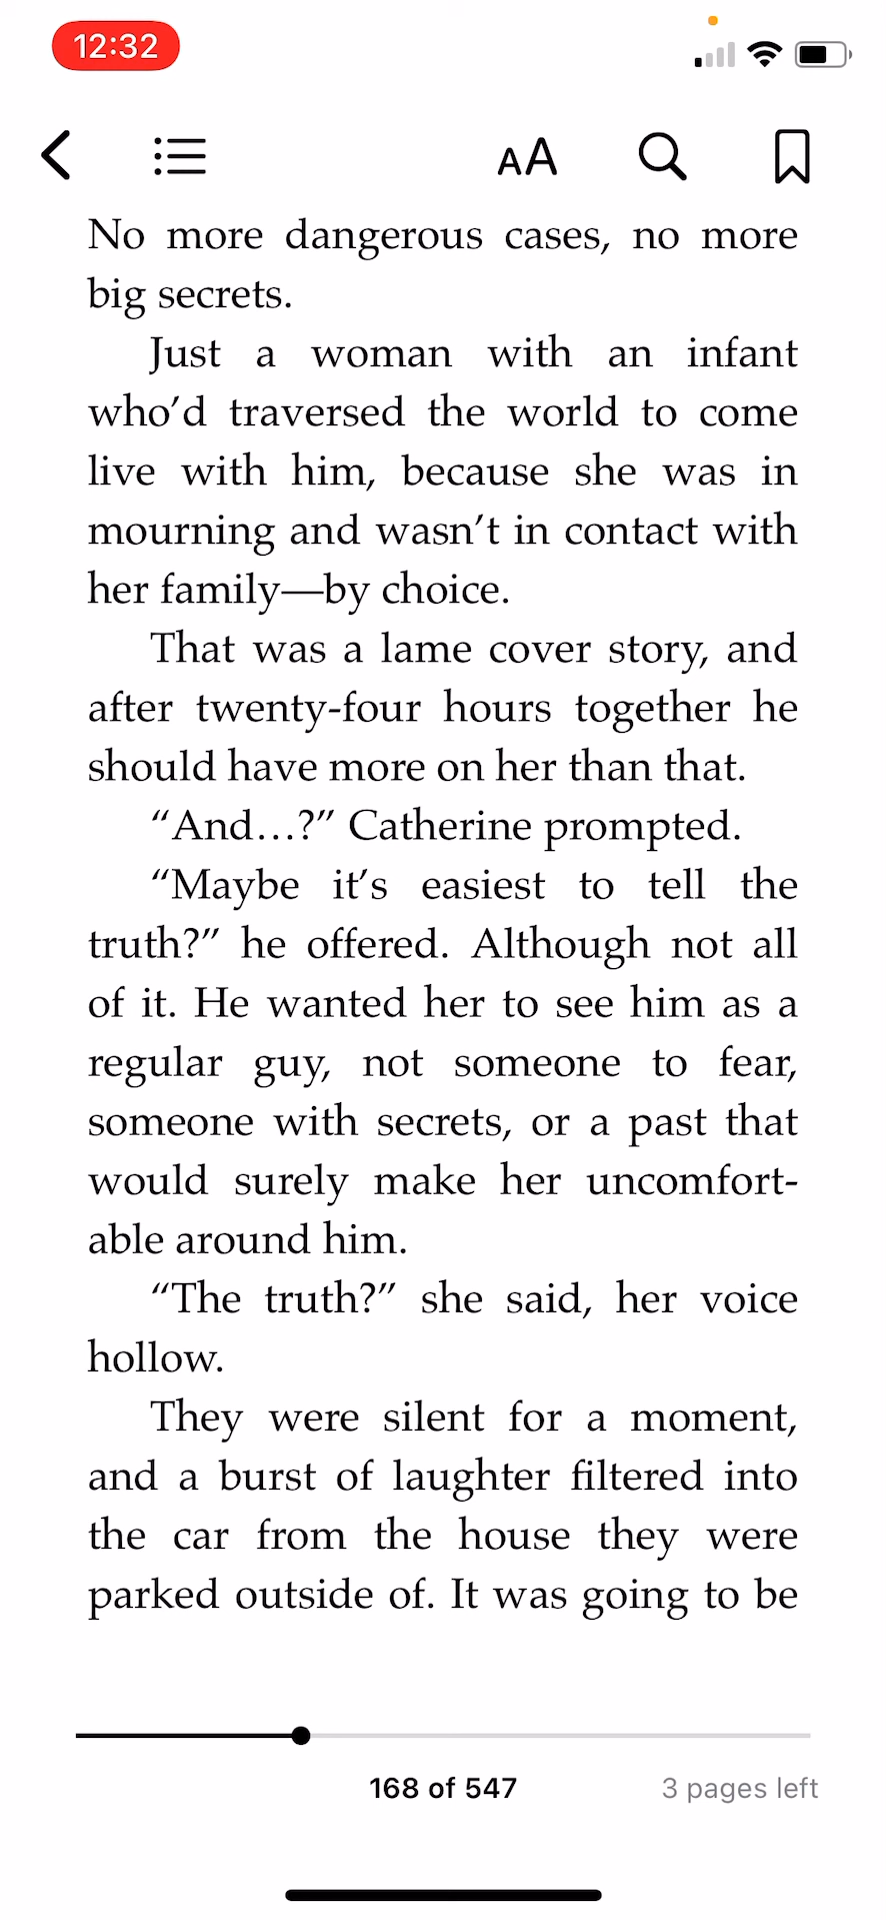 12:32
AA
No more dangerous cases, no more
big secrets.
Just a woman with an infant
who’d traversed the world to come
live with him, because she was in
mourning and wasn’t in contact with
her family—by choice.
That was a lame cover story, and
after twenty-four hours together he
should have more on her than that.
“And…?” Catherine prompted.
“Maybe it’s easiest to tell the
truth?” he offered. Although not all
of it. He wanted her to see him as a
regular guy, not someone to fear,
someone with secrets, or a past that
would surely make her uncomfort-
able around him.
“The truth?” she said, her voice
hollow.
They were silent for a moment,
and a burst of laughter filtered into
the car from the house they were
parked outside of. It was going to be
168 of 547
3 pages left